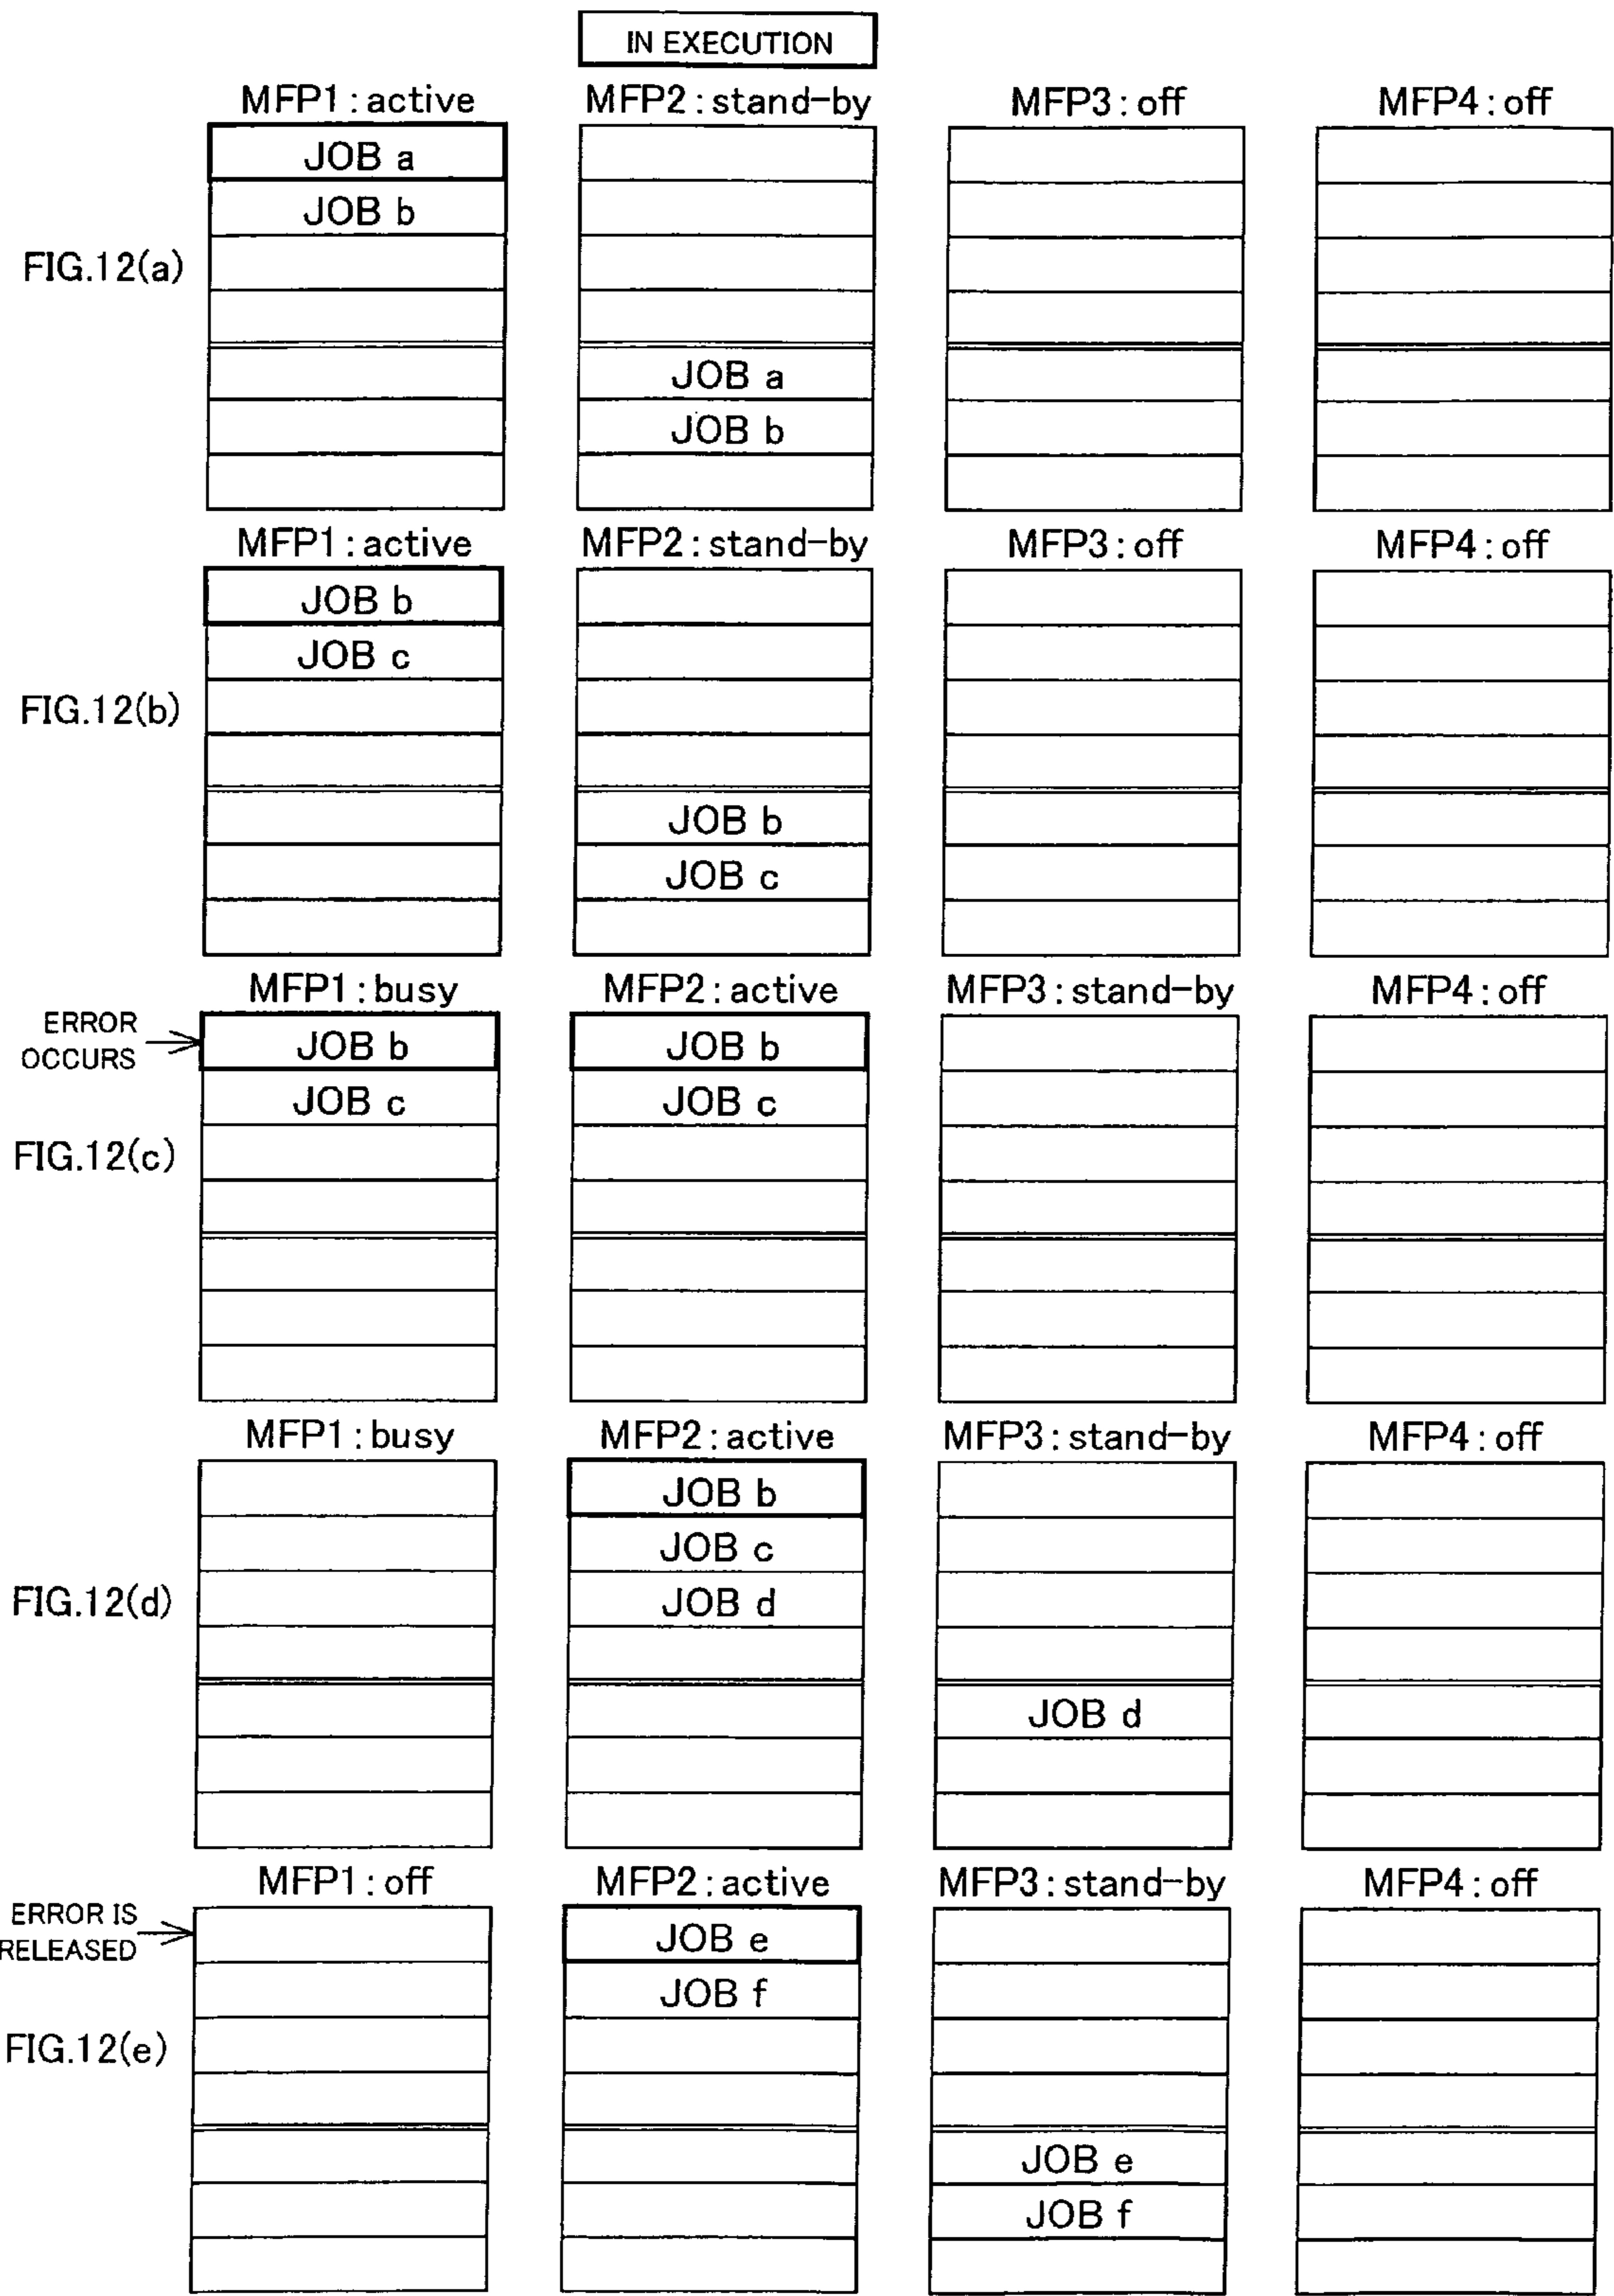 IN EXECUTION
MFP1:active MFP2:stand-by MFP3:off MFP4:off
JOB a
JOB b
FIG.12(a)
JOB a
JOB b
MFP1:active MFP2:stand-by MFP3:off MFP4:off
JOB b
JOB c
FIG.12(b)
JOB b
JOB c
MFP1:busy MFP2:active MFP3:stand-by MFP4:off
ERROR
OCCURS
JOB b JOB b
JOB c JOB c
FIG.12(c)
MFP1:busy MFP2:active MFP3:stand-by MFP4:off
JOB b
JOB c
FIG.12(d) JOB d
JOB d
MFP1:off MFP2:active MFP3:stand-by MFP4:off
ERROR IS
RELEASED
JOB e
JOB f
FIG.12(e)
JOB e
JOB f